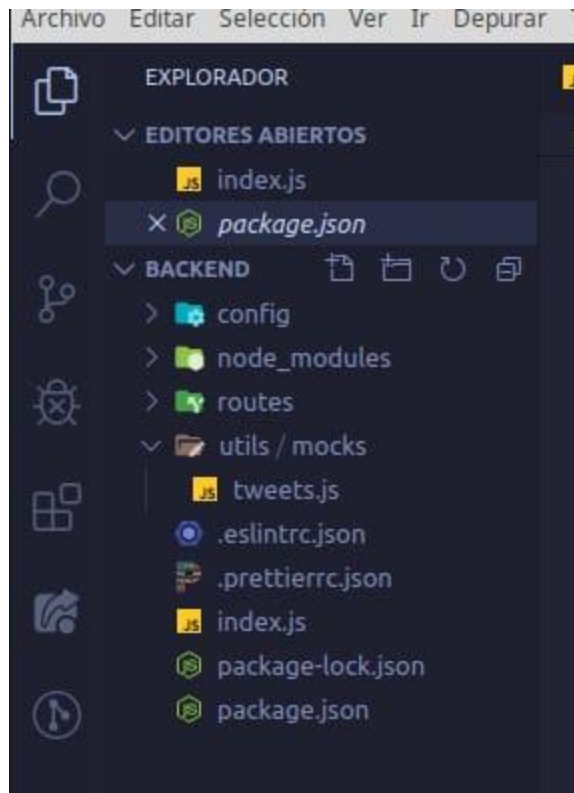 Archivo Editar Selección Ver Ir Depurar
EXPLORADOR
EDITORES ABIERTOS
JS index.js
package.json
BACKEND
config
node_modules
routes
utils / mocks
JS tweets.js
.eslintrc.json
.prettierrc.json
JS index.js
package-lock.json
package.json